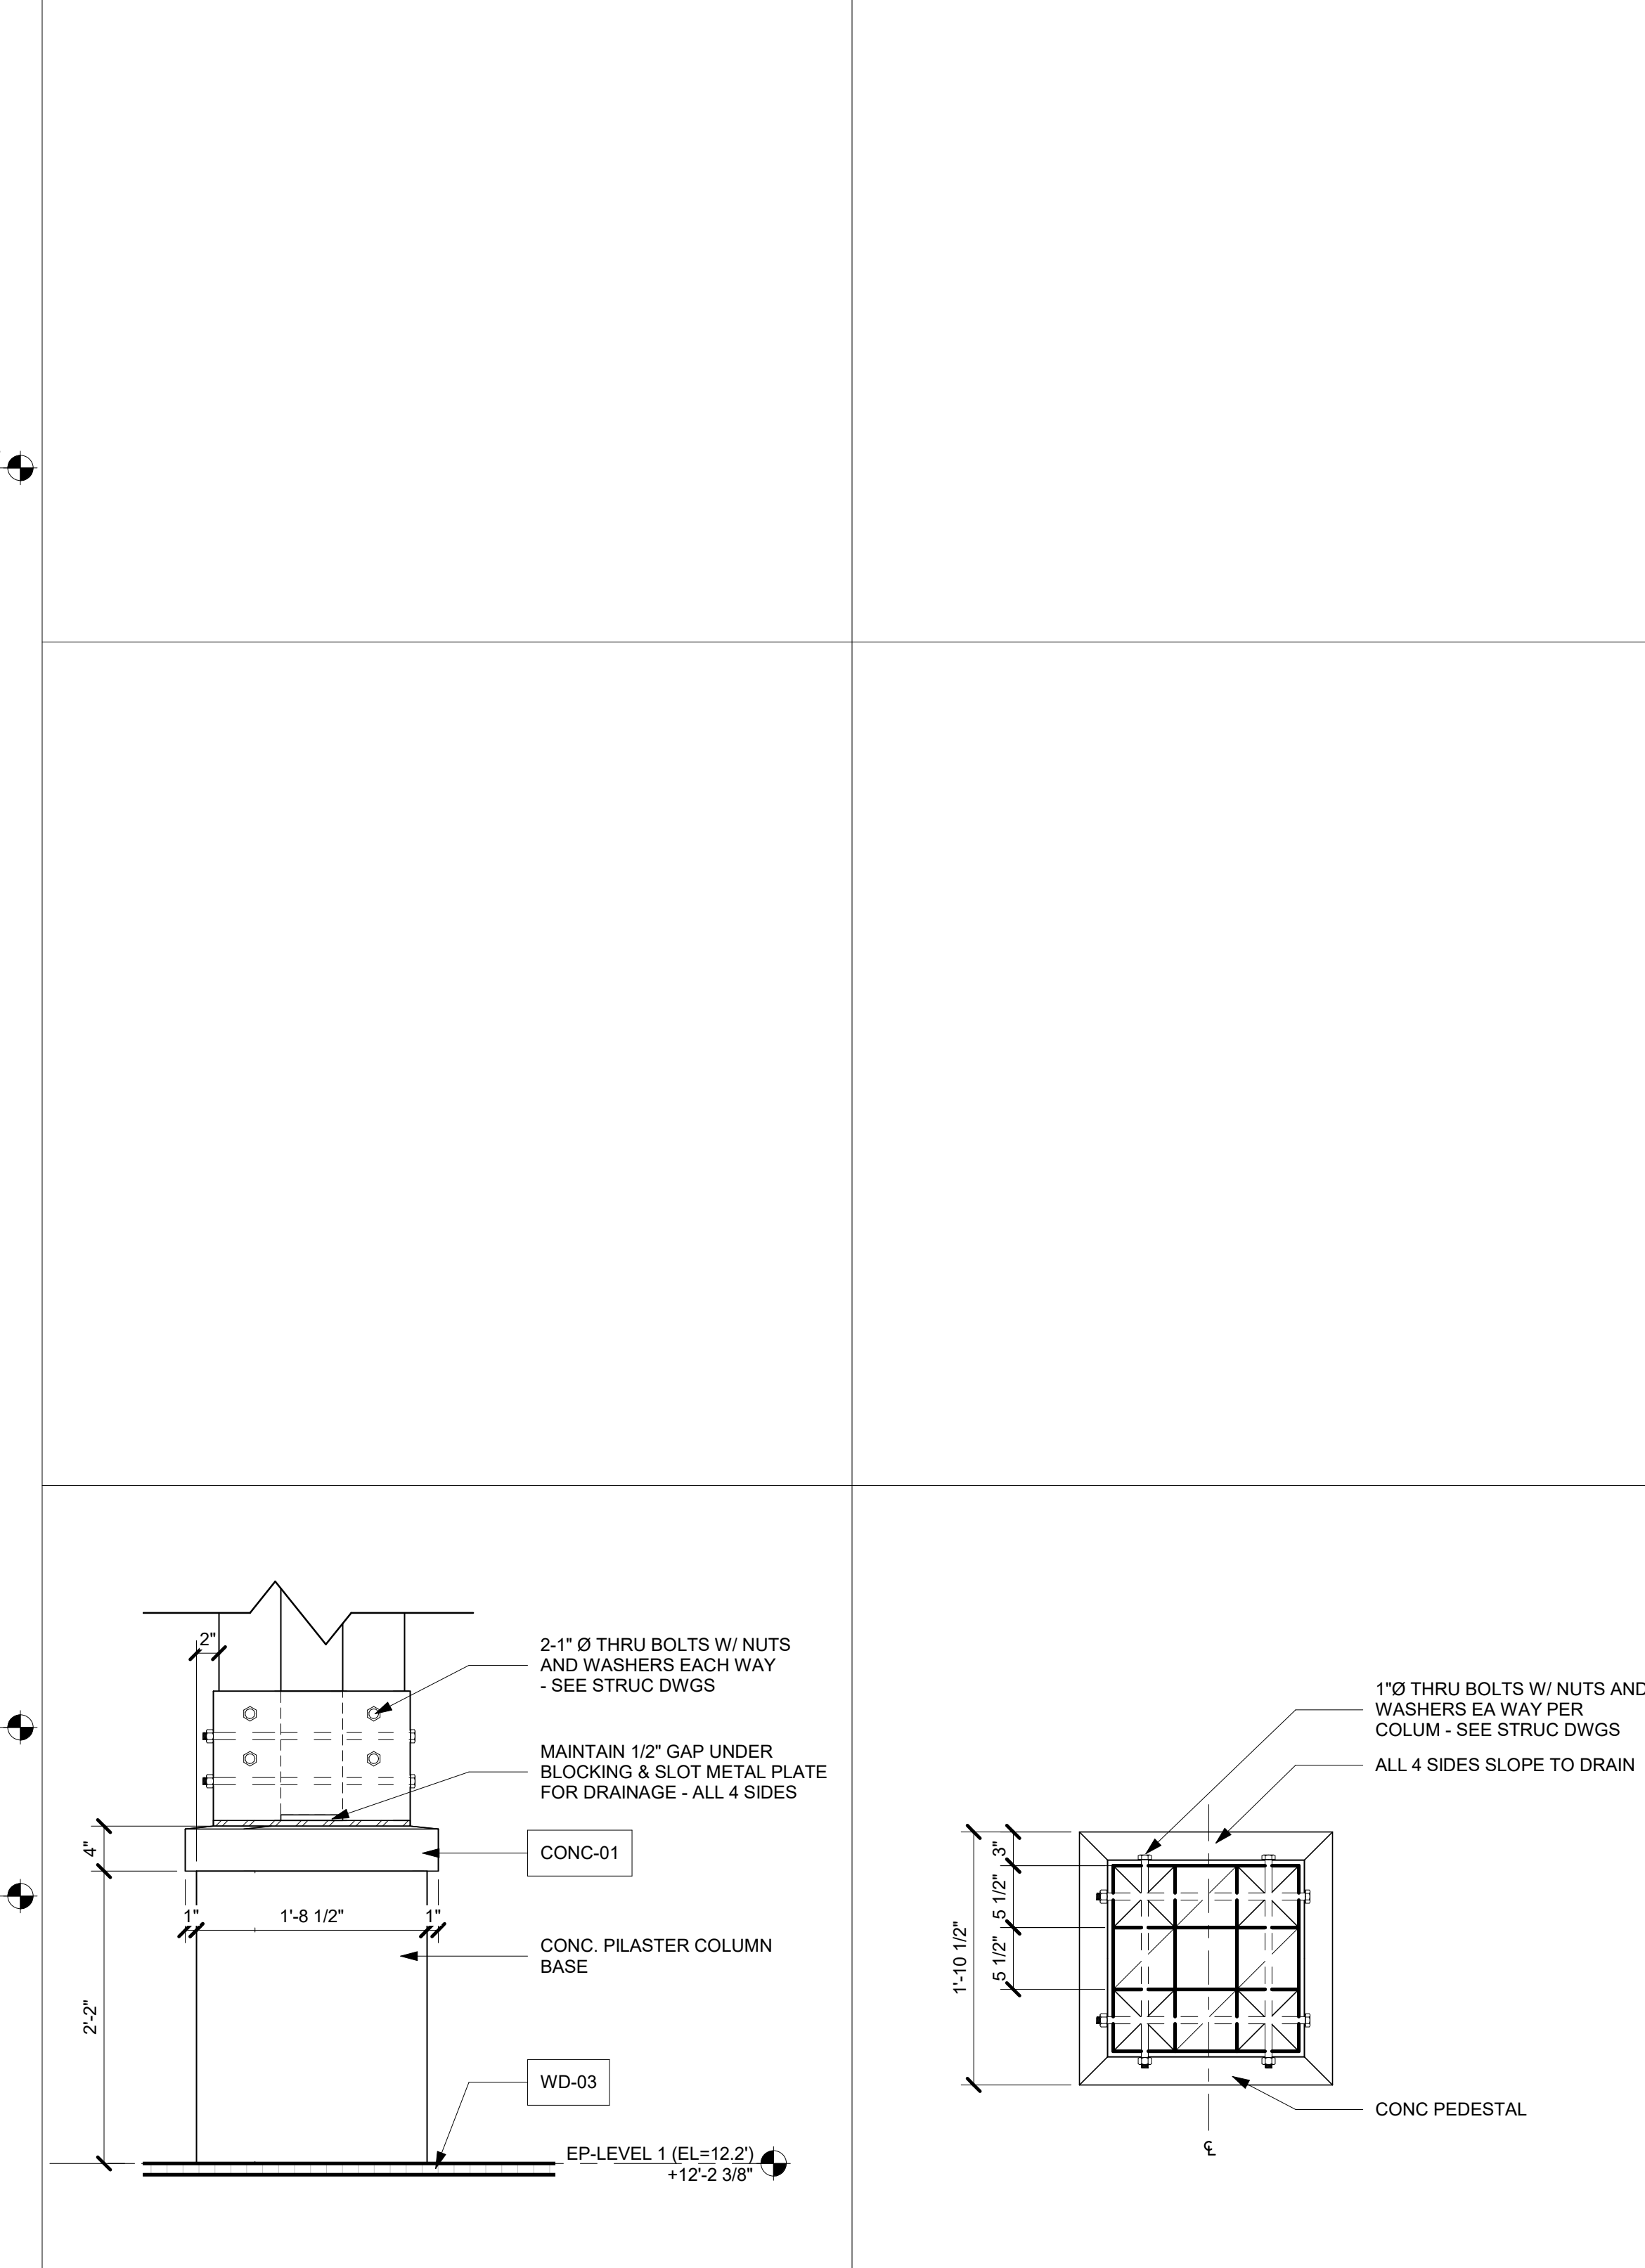 2"
2-1" Ø THRU BOLTS W/ NUTS
AND WASHERS EACH WAY
- SEE STRUC DWGS
MAINTAIN 1/2" GAP UNDER
BLOCKING & SLOT METAL PLATE
FOR DRAINAGE - ALL 4 SIDES
4"
CONC-01
1"
1'-8 1/2"
1"
CONC. PILASTER COLUMN
BASE
2'-2"
WD-03
EP-LEVEL 1 (EL=12.2')
+12'-2 3/8"
1"Ø THRU BOLTS W/ NUTS AND
WASHERS EA WAY PER
COLUM - SEE STRUC DWGS
ALL 4 SIDES SLOPE TO DRAIN
3"
5 1/2"
5 1/2"
1'-10 1/2"
CONC PEDESTAL
℄